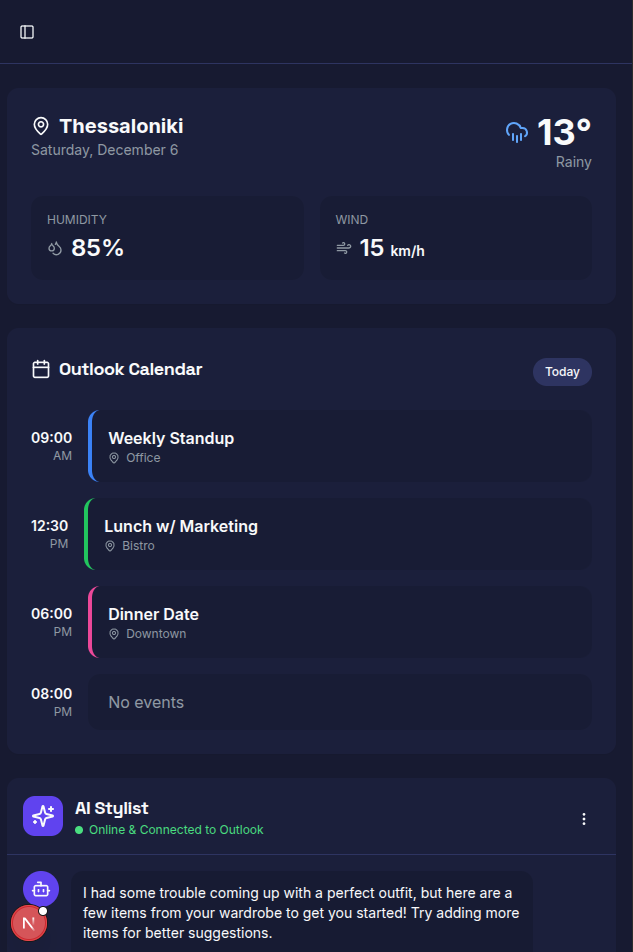 Thessaloniki
13°
Saturday, December 6
Rainy
HUMIDITY
85%
WIND
15 km/h
Outlook Calendar
Today
09:00
AM
Weekly Standup
Office
12:30
PM
Lunch w/ Marketing
Bistro
06:00
PM
Dinner Date
Downtown
08:00
PM
No events
AI Stylist
Online & Connected to Outlook
I had some trouble coming up with a perfect outfit, but here are a
few items from your wardrobe to get you started! Try adding more
items for better suggestions.
N